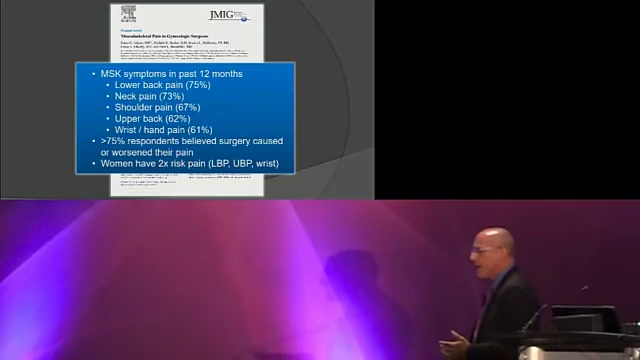 ELSEVIER
JMIG
Musculoskeletal Pain in Gynecologic Surgeons
• MSK symptoms in past 12 months
• Lower back pain (75%)
• Neck pain (73%)
• Shoulder pain (67%)
• Upper back (62%)
• Wrist / hand pain (61%)
• >75% respondents believed surgery caused
or worsened their pain
• Women have 2x risk pain (LBP, UBP, wrist)